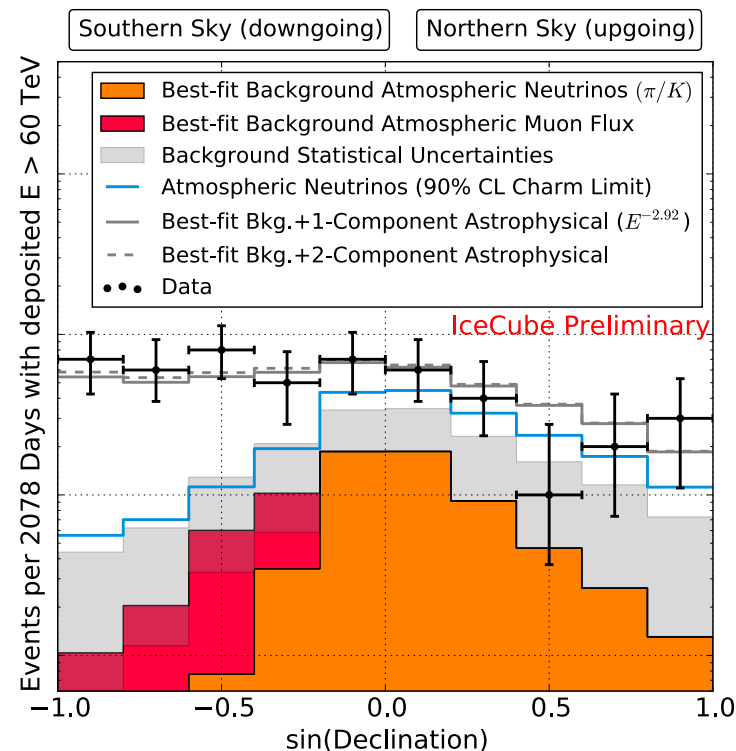 Southern Sky (downgoing)
Northern Sky (upgoing)
Events per 2078 Days with deposited E > 60 TeV
Best-fit Background Atmospheric Neutrinos (π/K)
Best-fit Background Atmospheric Muon Flux
Background Statistical Uncertainties
Atmospheric Neutrinos (90% CL Charm Limit)
Best-fit Bkg.+1-Component Astrophysical (E^−2.92)
Best-fit Bkg.+2-Component Astrophysical
Data
IceCube Preliminary
−1.0
−0.5
0.0
0.5
1.0
sin(Declination)